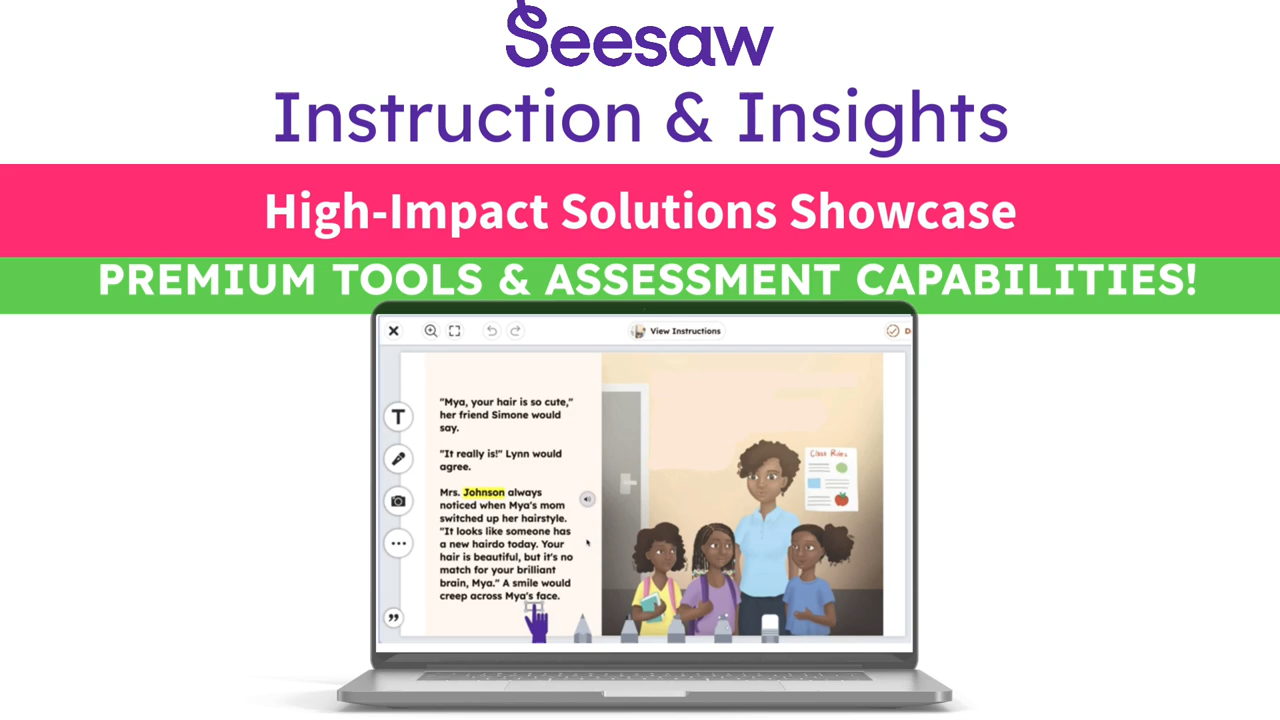 Seesaw
Instruction & Insights
High-Impact Solutions Showcase
PREMIUM TOOLS & ASSESSMENT CAPABILITIES!
View Instructions
D
T
"Mya, your hair is so cute,"
her friend Simone would
say.
"It really is!" Lynn would
agree.
Mrs. Johnson always
noticed when Mya's mom
switched up her hairstyle.
"It looks like someone has
a new hairdo today. Your
hair is beautiful, but it's no
match for your brilliant
brain, Mya." A smile would
creep across Mya's face.
Class Rules